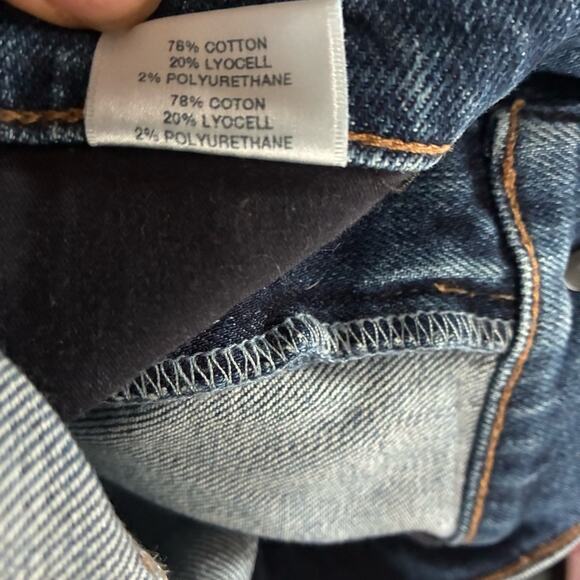 78% COTTON
20% LYOCELL
2% POLYURETHANE
78% COTON
20% LYOCELL
2% POLYURETHANE